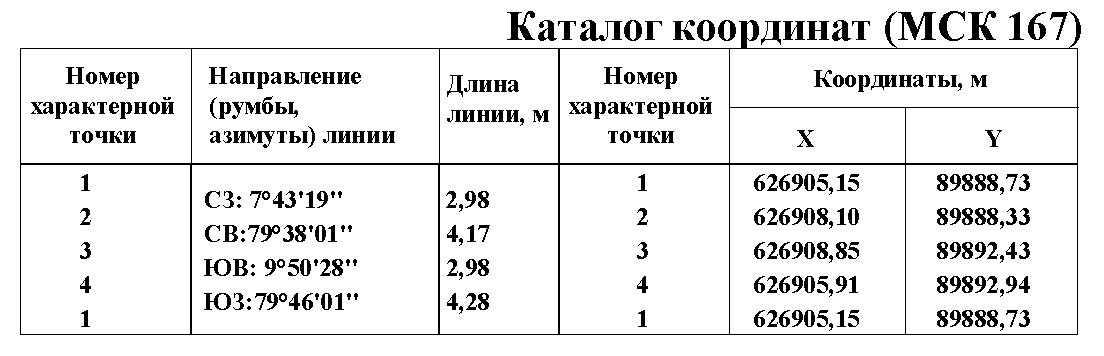 Каталог координат (МСК 167)
Номер характерной точки
Направление (румбы, азимуты) линии
Длина линии, м
Номер характерной точки
Координаты, м
X
Y
1
1
626905,15
89888,73
СЗ: 7°43'19''
2,98
2
2
626908,10
89888,33
СВ:79°38'01''
4,17
3
3
626908,85
89892,43
ЮВ: 9°50'28''
2,98
4
4
626905,91
89892,94
ЮЗ:79°46'01''
4,28
1
1
626905,15
89888,73